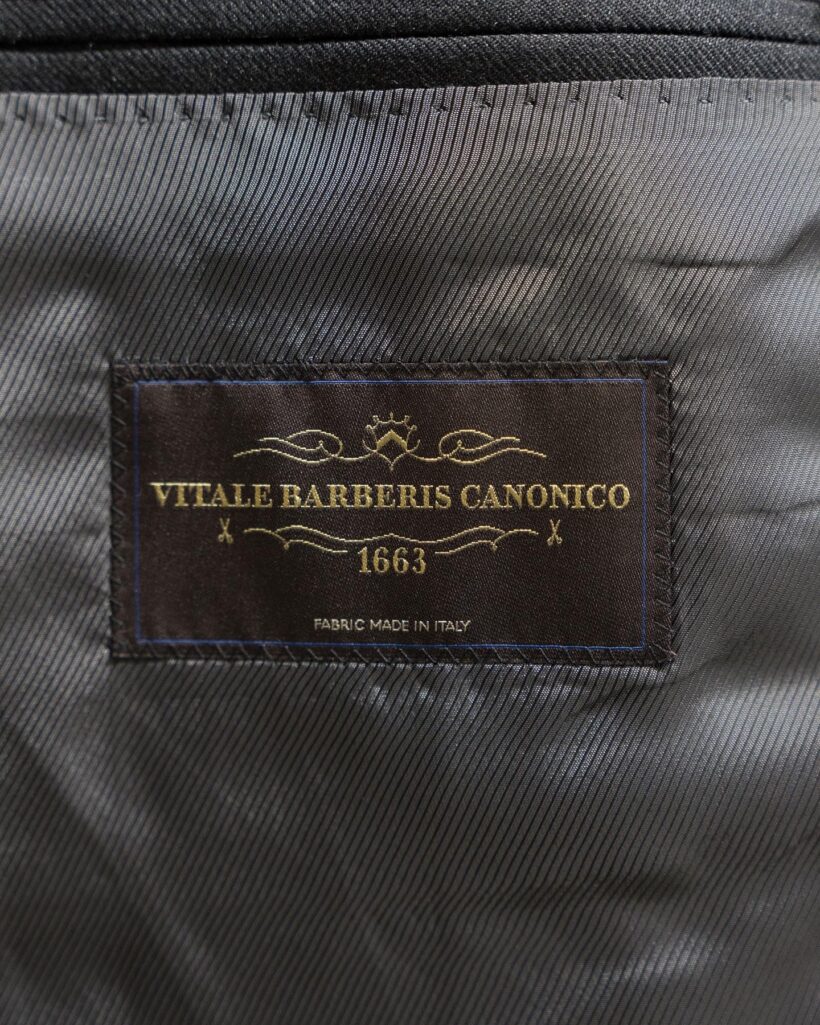 VITALE BARBERIS CANONICO
1663
FABRIC MADE IN ITALY